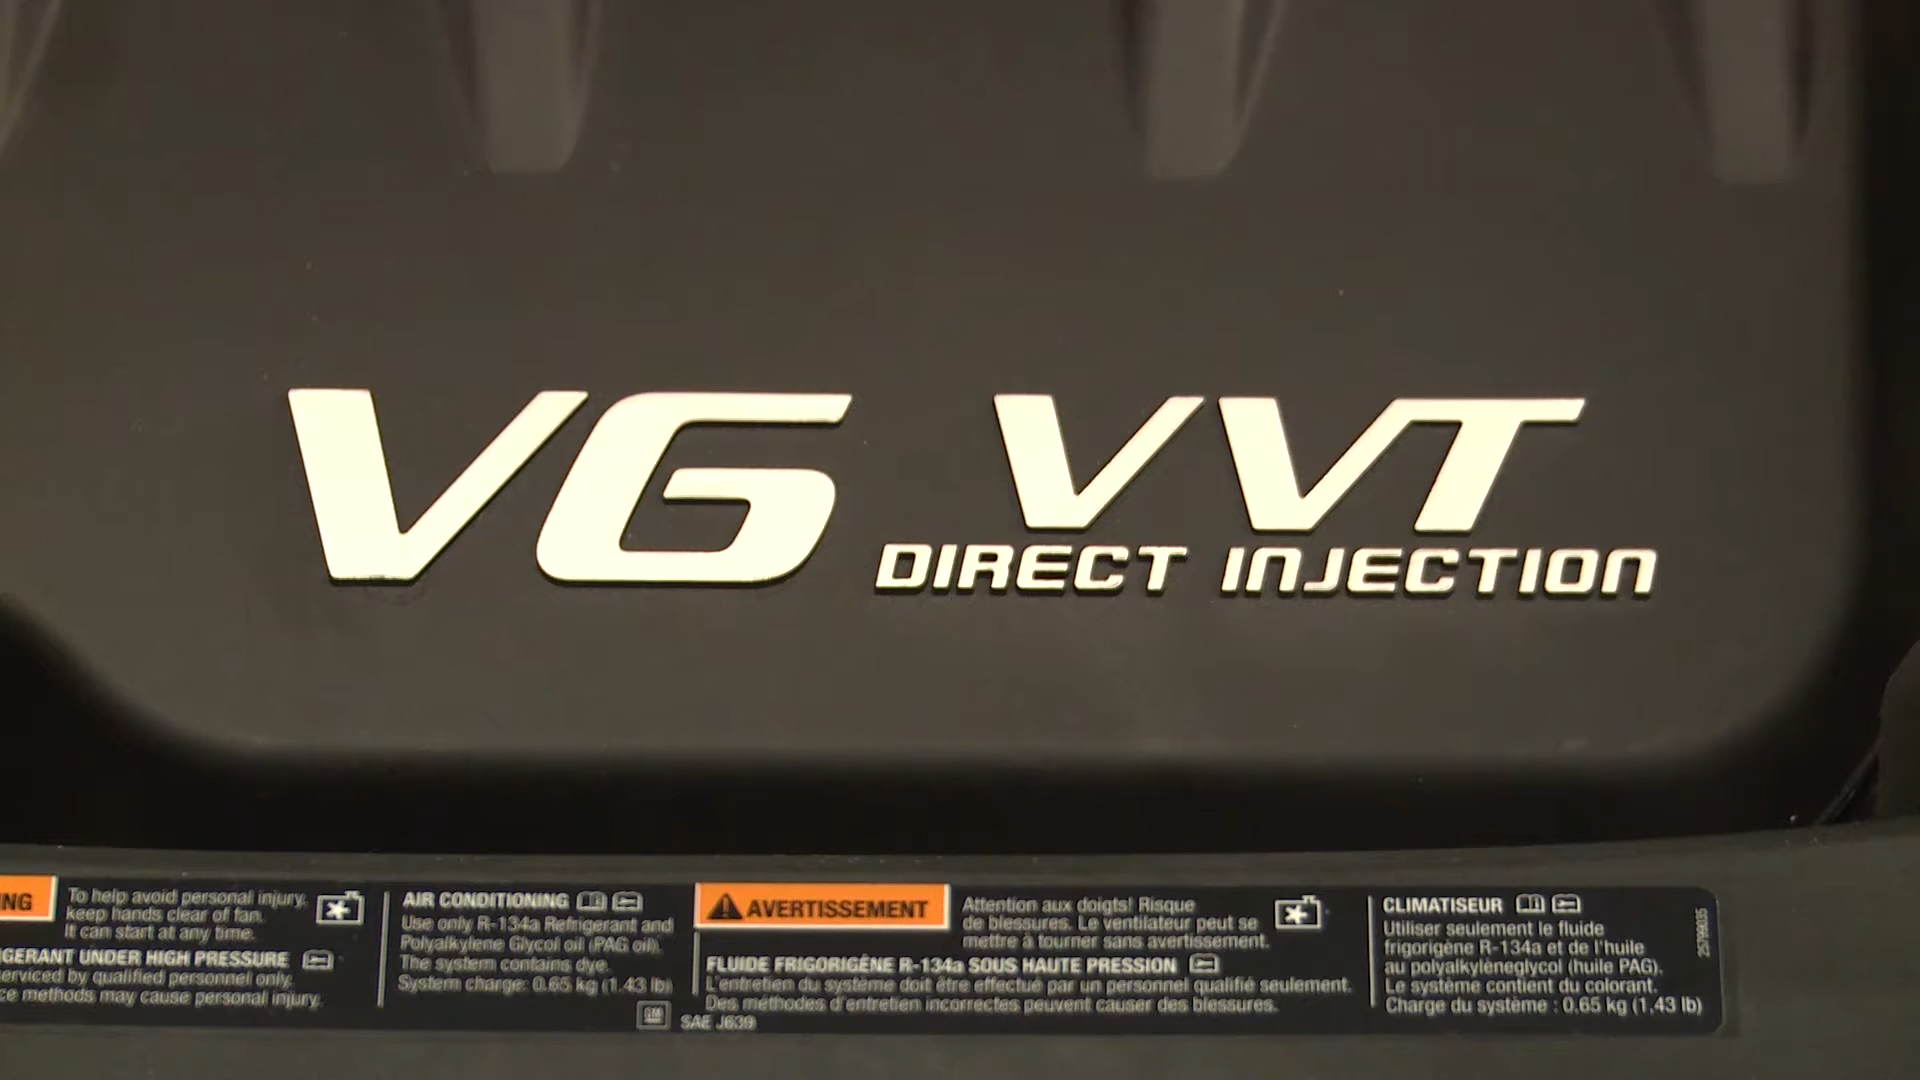 V6 VVT
DIRECT INJECTION
NG
To help avoid personal injury,
keep hands clear of fan.
It can start at any time.
GERANT UNDER HIGH PRESSURE
erviced by qualified personnel only.
ce methods may cause personal injury.
AIR CONDITIONING
Use only R-134a Refrigerant and
Polyalkylene Glycol oil (PAG oil).
The system contains dye.
System charge: 0.65 kg (1.43 lb)
GM
SAE J639
AVERTISSEMENT
Attention aux doigts! Risque
de blessures. Le ventilateur peut se
mettre à tourner sans avertissement.
FLUIDE FRIGORIGÈNE R-134a SOUS HAUTE PRESSION
L'entretien du système doit être effectué par un personnel qualifié seulement.
Des méthodes d'entretien incorrectes peuvent causer des blessures.
CLIMATISEUR
Utiliser seulement le fluide
frigorigène R-134a et de l'huile
au polyalkylèneglycol (huile PAG).
Le système contient du colorant.
Charge du système : 0.65 kg (1,43 lb)